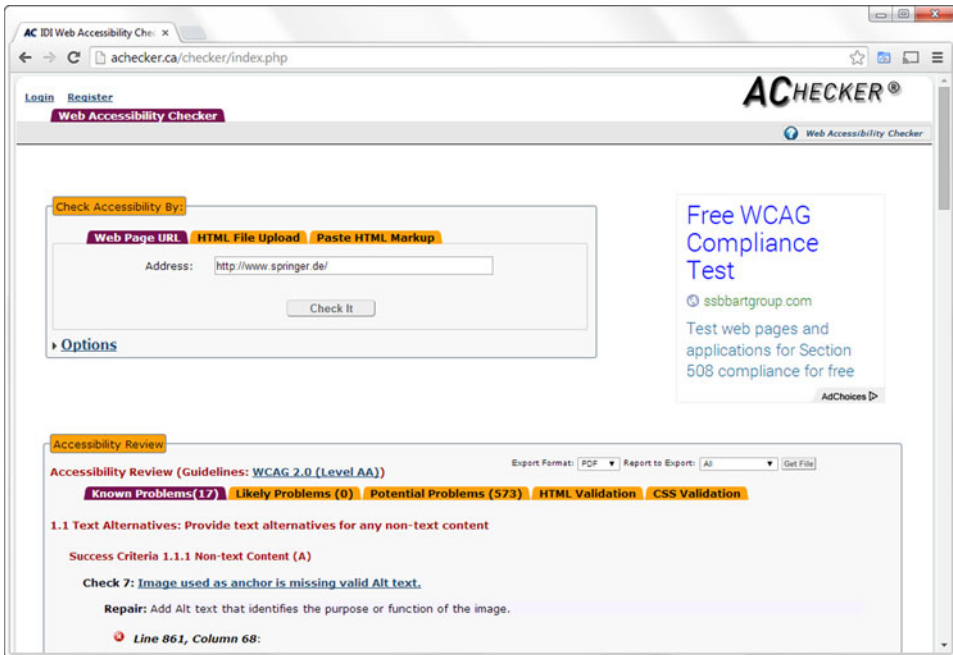 AC IDI Web Accessibility Che
achecker.ca/checker/index.php
Login Register
ACHECKER ®
Web Accessibility Checker
Web Accessibility Checker
Check Accessibility By:
Web Page URL HTML File Upload Paste HTML Markup
Address: http://www.springer.de/
Check It
Options
Free WCAG
Compliance
Test
ssbbartgroup.com
Test web pages and
applications for Section
508 compliance for free
AdChoices
Accessibility Review
Export Format: PDF Report to Export: All Get File
Accessibility Review (Guidelines: WCAG 2.0 (Level AA))
Known Problems(17) Likely Problems (0) Potential Problems (573) HTML Validation CSS Validation
1.1 Text Alternatives: Provide text alternatives for any non-text content
Success Criteria 1.1.1 Non-text Content (A)
Check 7: Image used as anchor is missing valid Alt text.
Repair: Add Alt text that identifies the purpose or function of the image.
Line 861, Column 68: